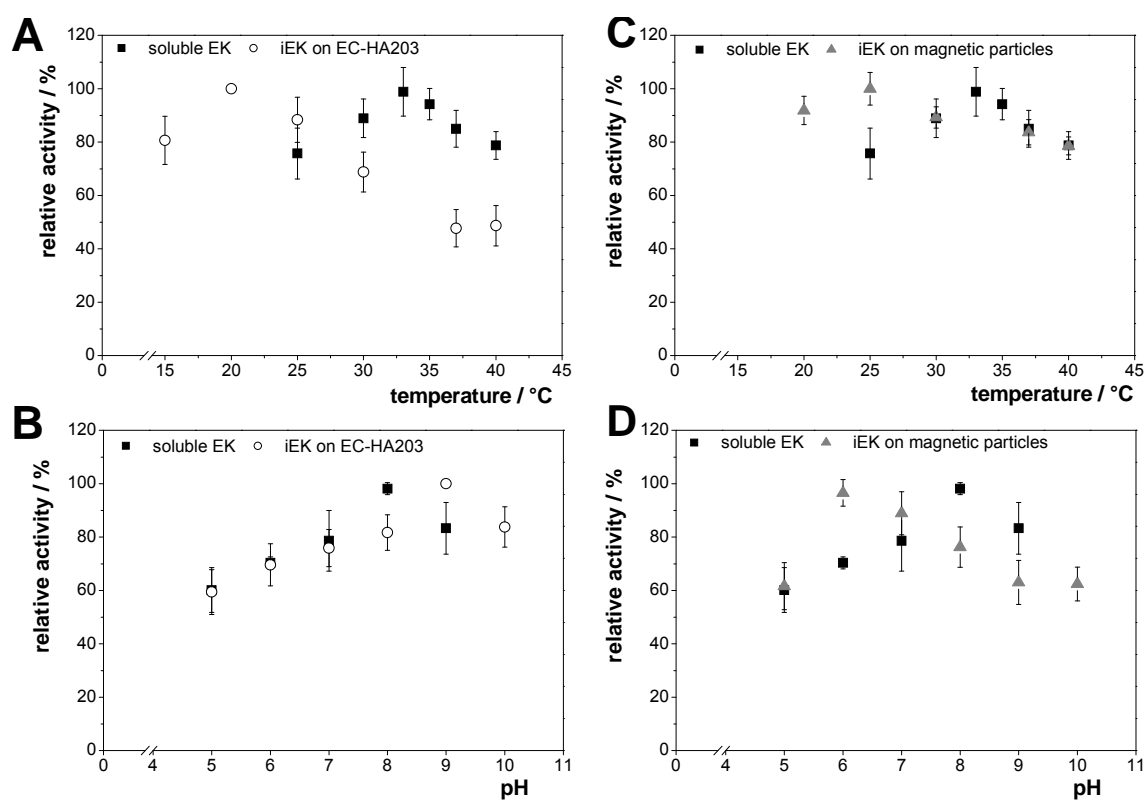 A
soluble EK iEK on EC-HA203
relative activity / %
120
100
80
60
40
20
0
0 15 20 25 30 35 40 45
temperature / °C
C
soluble EK iEK on magnetic particles
relative activity / %
120
100
80
60
40
20
0
0 15 20 25 30 35 40 45
temperature / °C
B
soluble EK iEK on EC-HA203
relative activity / %
120
100
80
60
40
20
0
0 4 5 6 7 8 9 10 11
pH
D
soluble EK iEK on magnetic particles
relative activity / %
120
100
80
60
40
20
0
0 4 5 6 7 8 9 10 11
pH